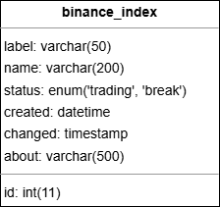 binance_index
label: varchar(50)
name: varchar(200)
status: enum('trading', 'break')
created: datetime
changed: timestamp
about: varchar(500)
id: int(11)